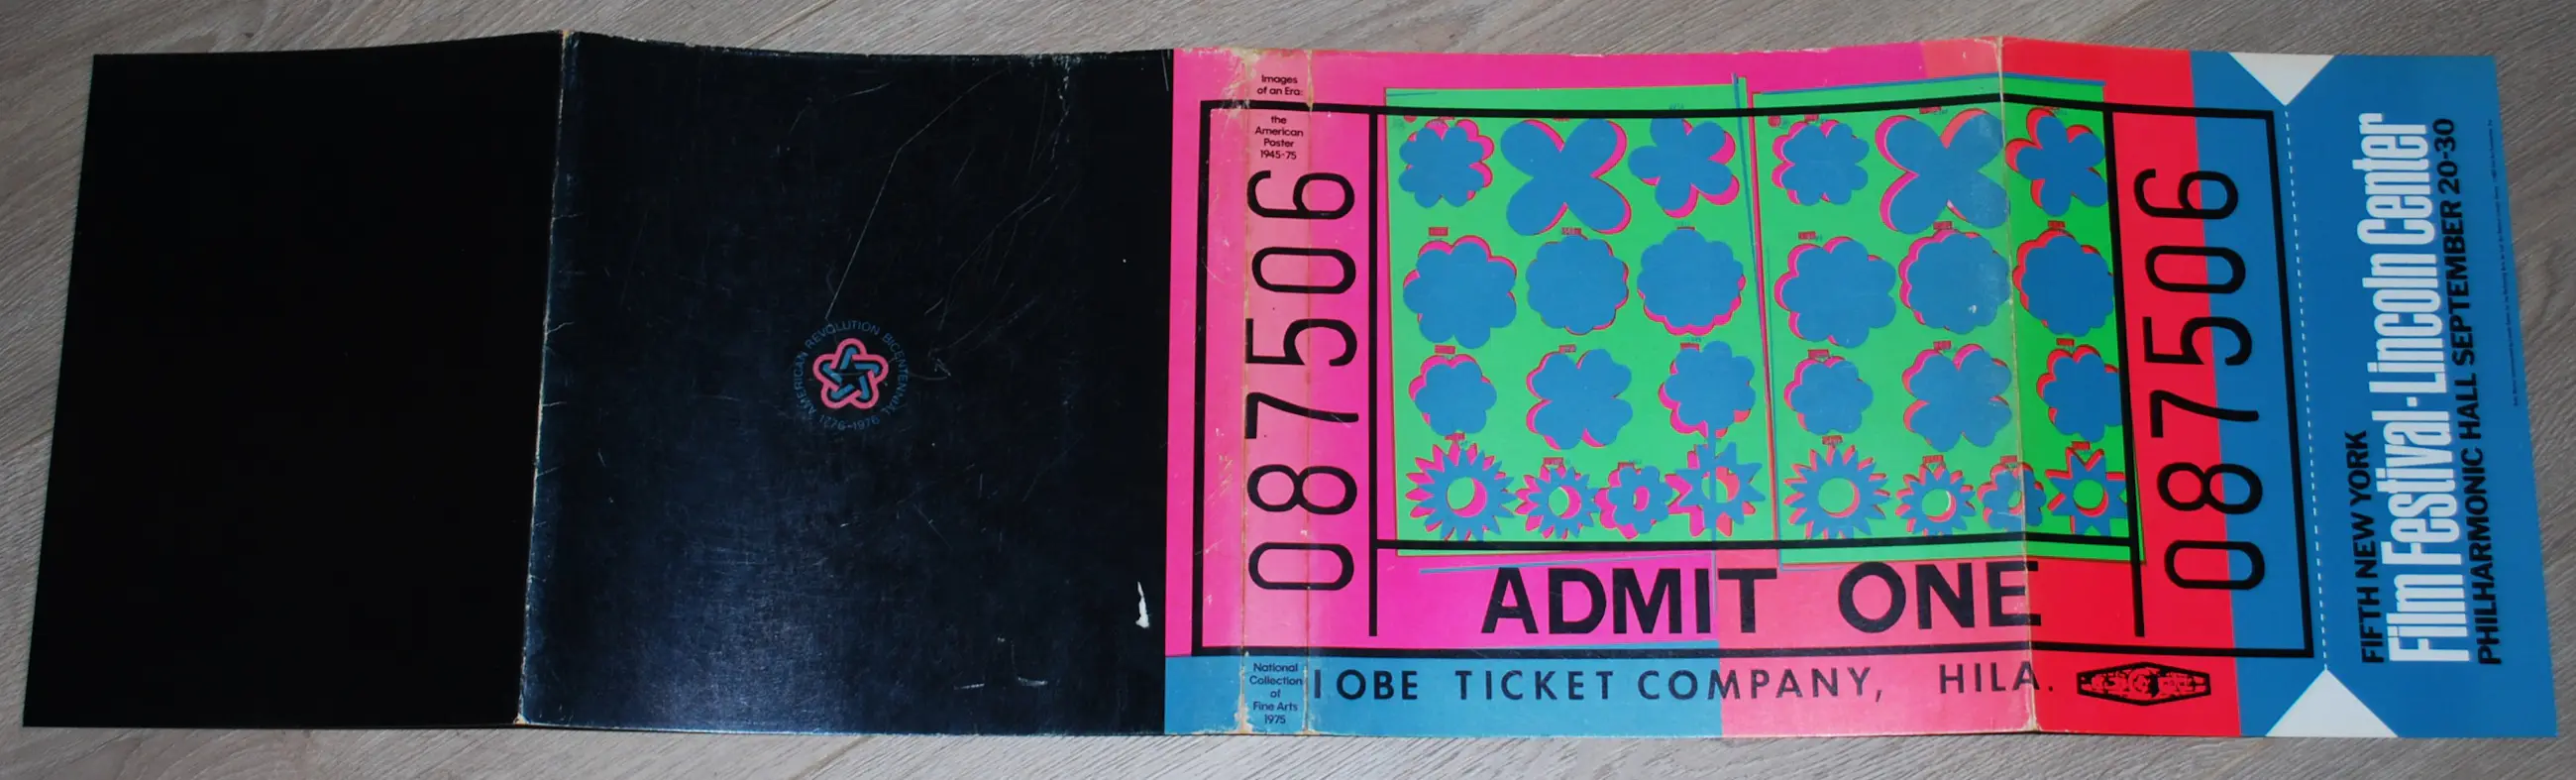 AMERICAN REVOLUTION BICENTENNIAL
1776-1976
Images
of an Era:
the
American
Poster
1945-75
National
Collection
of
Fine Arts
1975
087506
ADMIT ONE
087506
OBE TICKET COMPANY, HILA.
FIFTH NEW YORK
Film Festival-Lincoln Center
PHILHARMONIC HALL SEPTEMBER 20-30